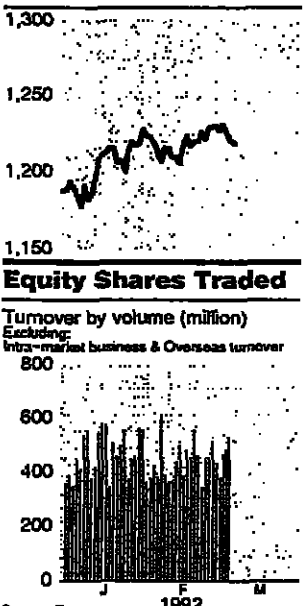 1,300
1,250
1,200
1,150
Equity Shares Traded
Turnover by volume (million)
Excluding:
Intra-market business & Overseas turnover
800
600
400
200
0
J F M
1992